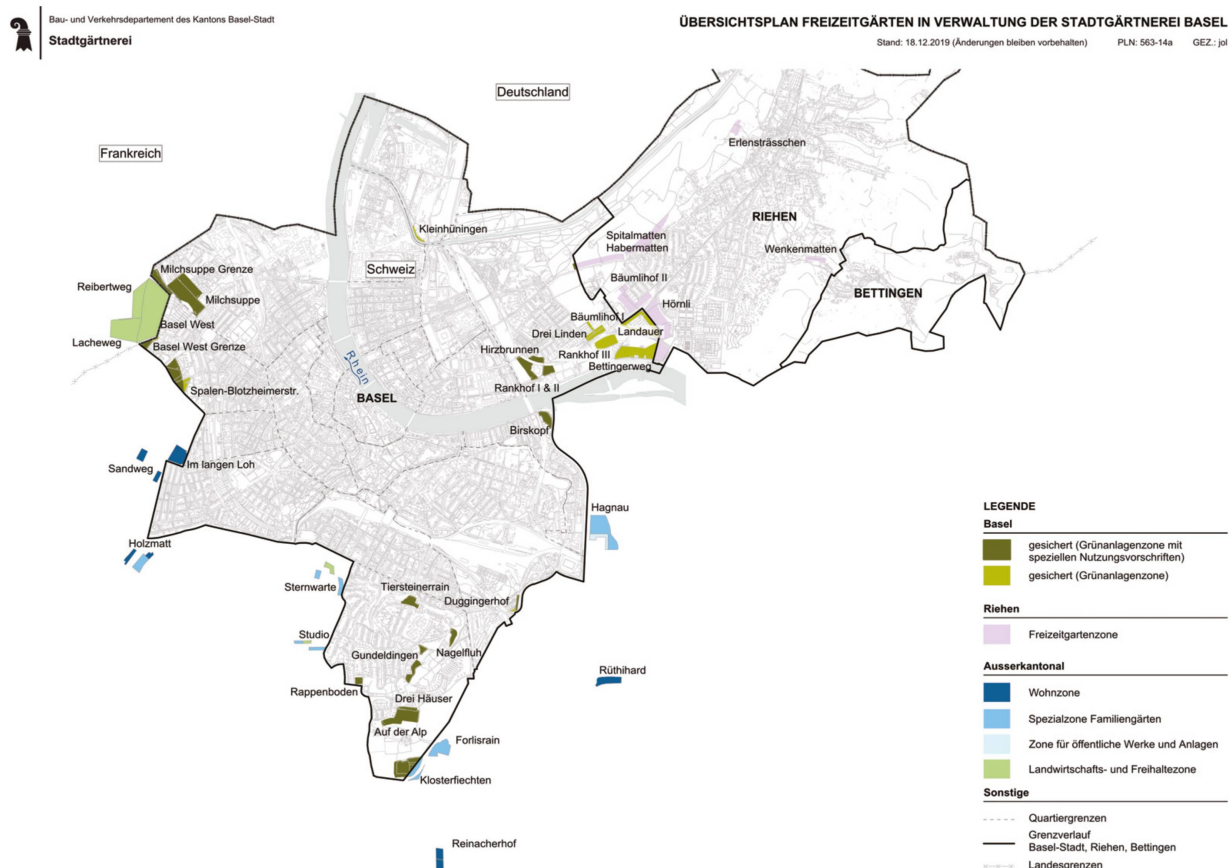 Bau- und Verkehrsdepartement des Kantons Basel-Stadt
Stadtgärtnerei
ÜBERSICHTSPLAN FREIZEITGÄRTEN IN VERWALTUNG DER STADTGÄRTNEREI BASEL
Stand: 18.12.2019 (Änderungen bleiben vorbehalten) PLN: 563-14a GEZ.: jol
Deutschland
Frankreich
Schweiz
Erlensträsschen
RIEHEN
Kleinhüningen
Spitalmatten
Habermatten
Wenkenmatten
Milchsuppe Grenze
Bäumlihof II
Reibertweg
BETTINGEN
Milchsuppe
Hörnli
Bäumlihof I
Basel West
Drei Linden
Landauer
Lacheweg
Basel West Grenze
Hirzbrunnen
Rankhof III
Rhein
Bettingerweg
Spalen-Blotzheimerstr.
Rankhof I & II
BASEL
Birskopf
Im langen Loh
Sandweg
Hagnau
Holzmatt
Sternwarte
Tiersteinerrain
Duggingerhof
Studio
Gundeldingen
Nagelfluh
Rüthihard
Rappenboden
Drei Häuser
Auf der Alp
Forlisrain
Klosterfiechten
Reinacherhof
LEGENDE
Basel
gesichert (Grünanlagenzone mit
speziellen Nutzungsvorschriften)
gesichert (Grünanlagenzone)
Riehen
Freizeitgartenzone
Ausserkantonal
Wohnzone
Spezialzone Familiengärten
Zone für öffentliche Werke und Anlagen
Landwirtschafts- und Freihaltezone
Sonstige
Quartiergrenzen
Grenzverlauf
Basel-Stadt, Riehen, Bettingen
Landesgrenzen